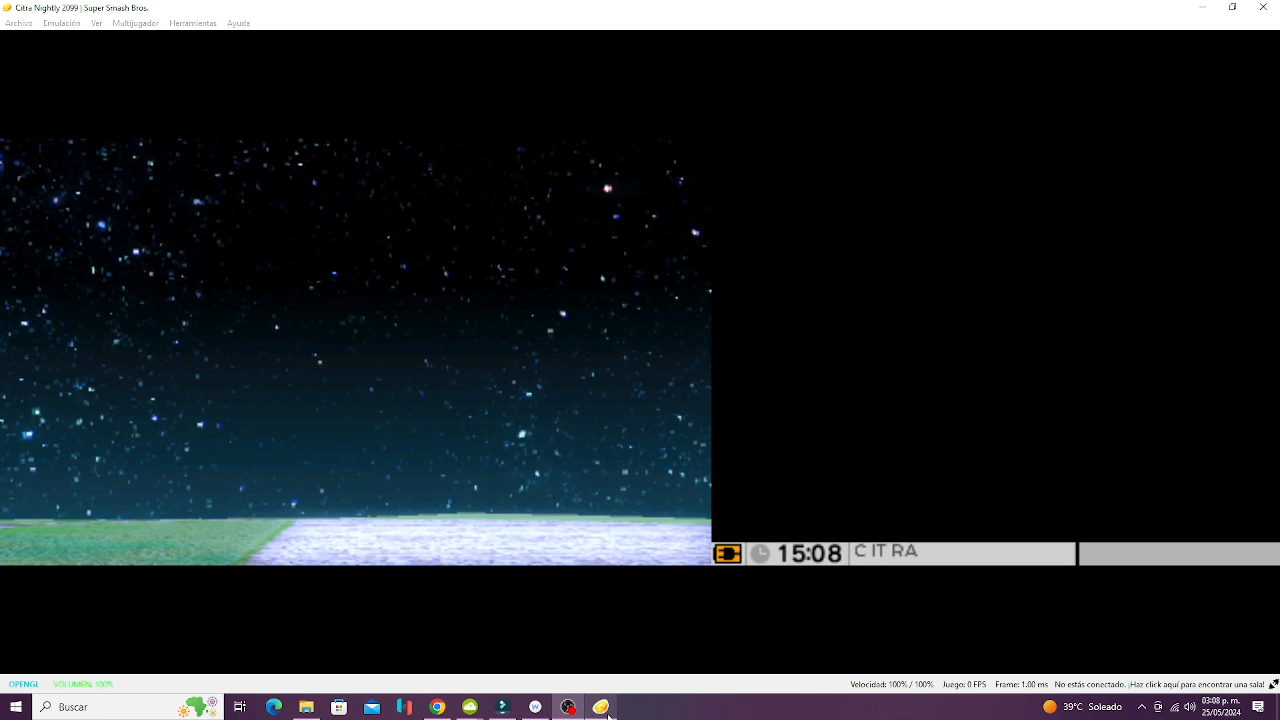 Citra Nightly 2099 | Super Smash Bros.
Archivo Emulación Ver Multijugador Herramientas Ayuda
15:08 CITRA
OPENGL VOLUMEN: 100% Velocidad: 100% / 100% Juego: 0 FPS Frame: 1.00 ms No estás conectado. ¡Haz click aquí para encontrar una sala!
Buscar 39°C Soleado 03:08 p. m.
25/05/2024